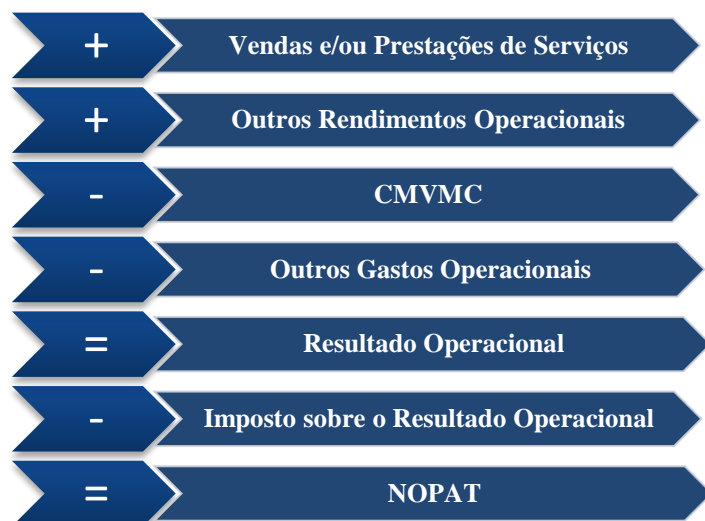 + Vendas e/ou Prestações de Serviços
+ Outros Rendimentos Operacionais
- CMVMC
- Outros Gastos Operacionais
= Resultado Operacional
- Imposto sobre o Resultado Operacional
= NOPAT